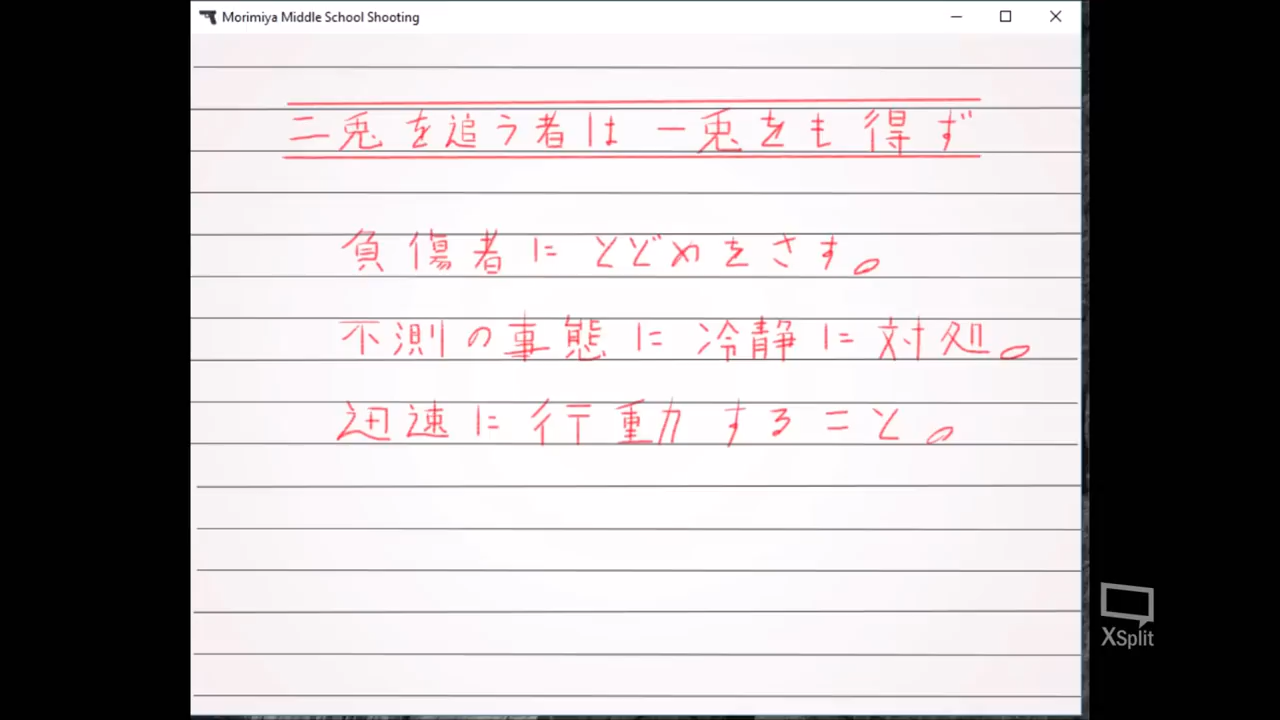 Morimiya Middle School Shooting
二兎を追う者は一兎をも得ず
負傷者にとどめをさす。
不測の事態に冷静に対処。
迅速に行動すること。
XSplit